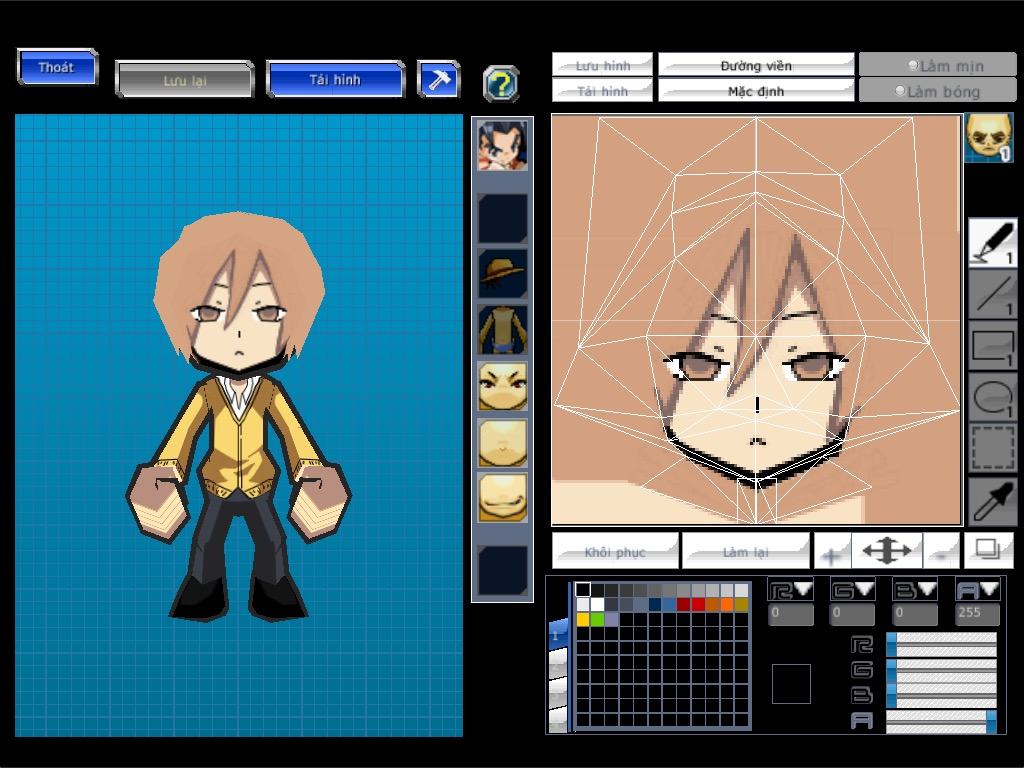 Thoát
Lưu lại
Tải hình
?
Lưu hình
Đường viền
Làm mịn
Tải hình
Mặc định
Làm bóng
1
1
1
1
1
Khôi phục
Làm lại
+
-
R G B A
0 0 0 255
1
R
G
B
A